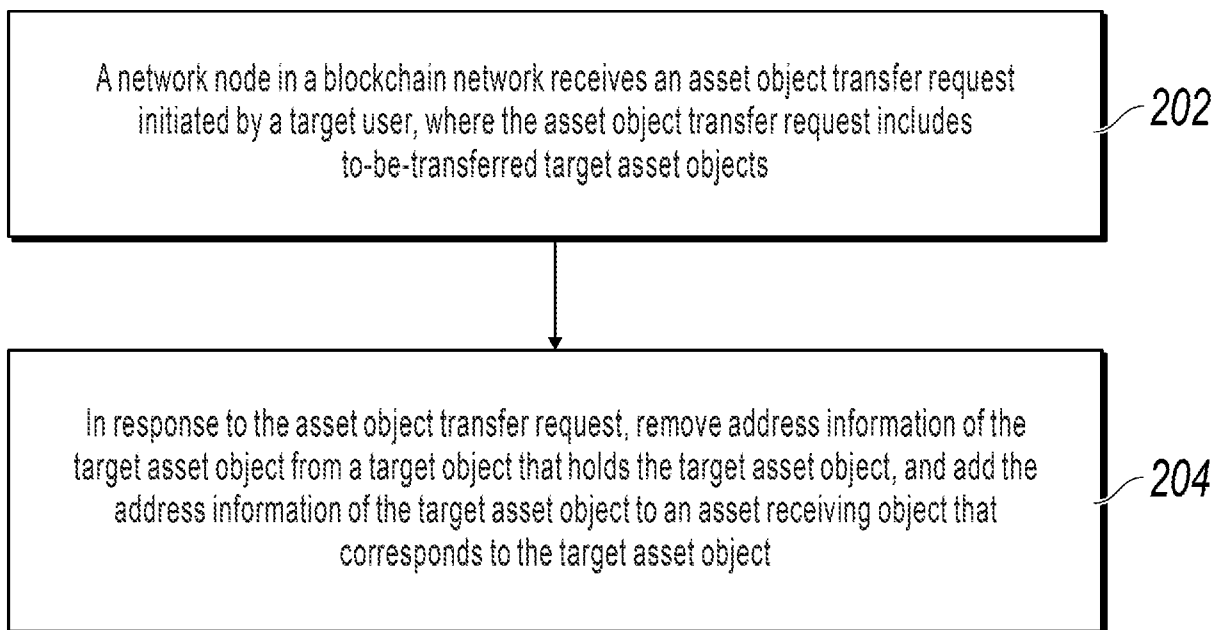 A network node in a blockchain network receives an asset object transfer request
initiated by a target user, where the asset object transfer request includes
to-be-transferred target asset objects
202
In response to the asset object transfer request, remove address information of the
target asset object from a target object that holds the target asset object, and add the
address information of the target asset object to an asset receiving object that
corresponds to the target asset object
204